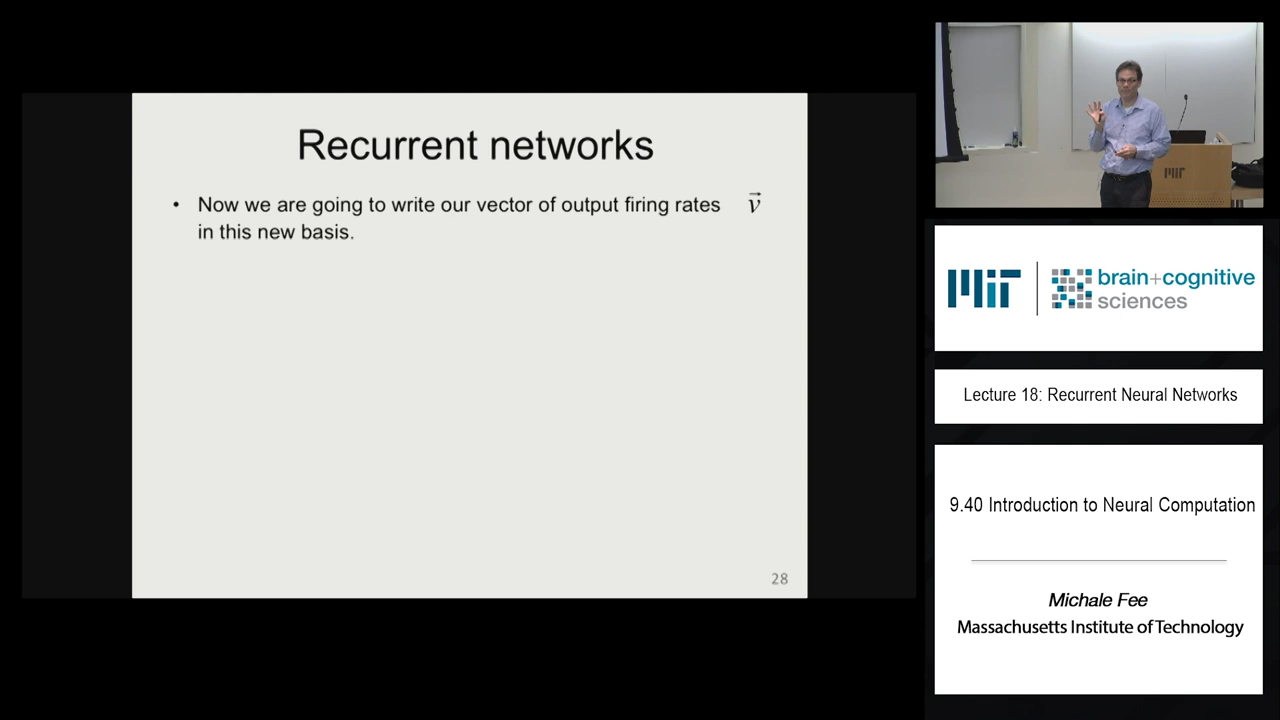 Recurrent networks
• Now we are going to write our vector of output firing rates v⃗
in this new basis.
28
MIT
MIT brain+cognitive
sciences
Lecture 18: Recurrent Neural Networks
9.40 Introduction to Neural Computation
Michale Fee
Massachusetts Institute of Technology